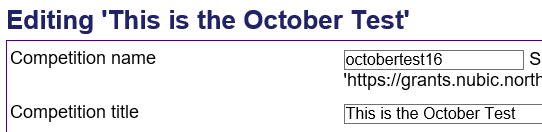 Editing 'This is the October Test'
Competition name octobertest16 S
'https://grants.nubic.north
Competition title This is the October Test